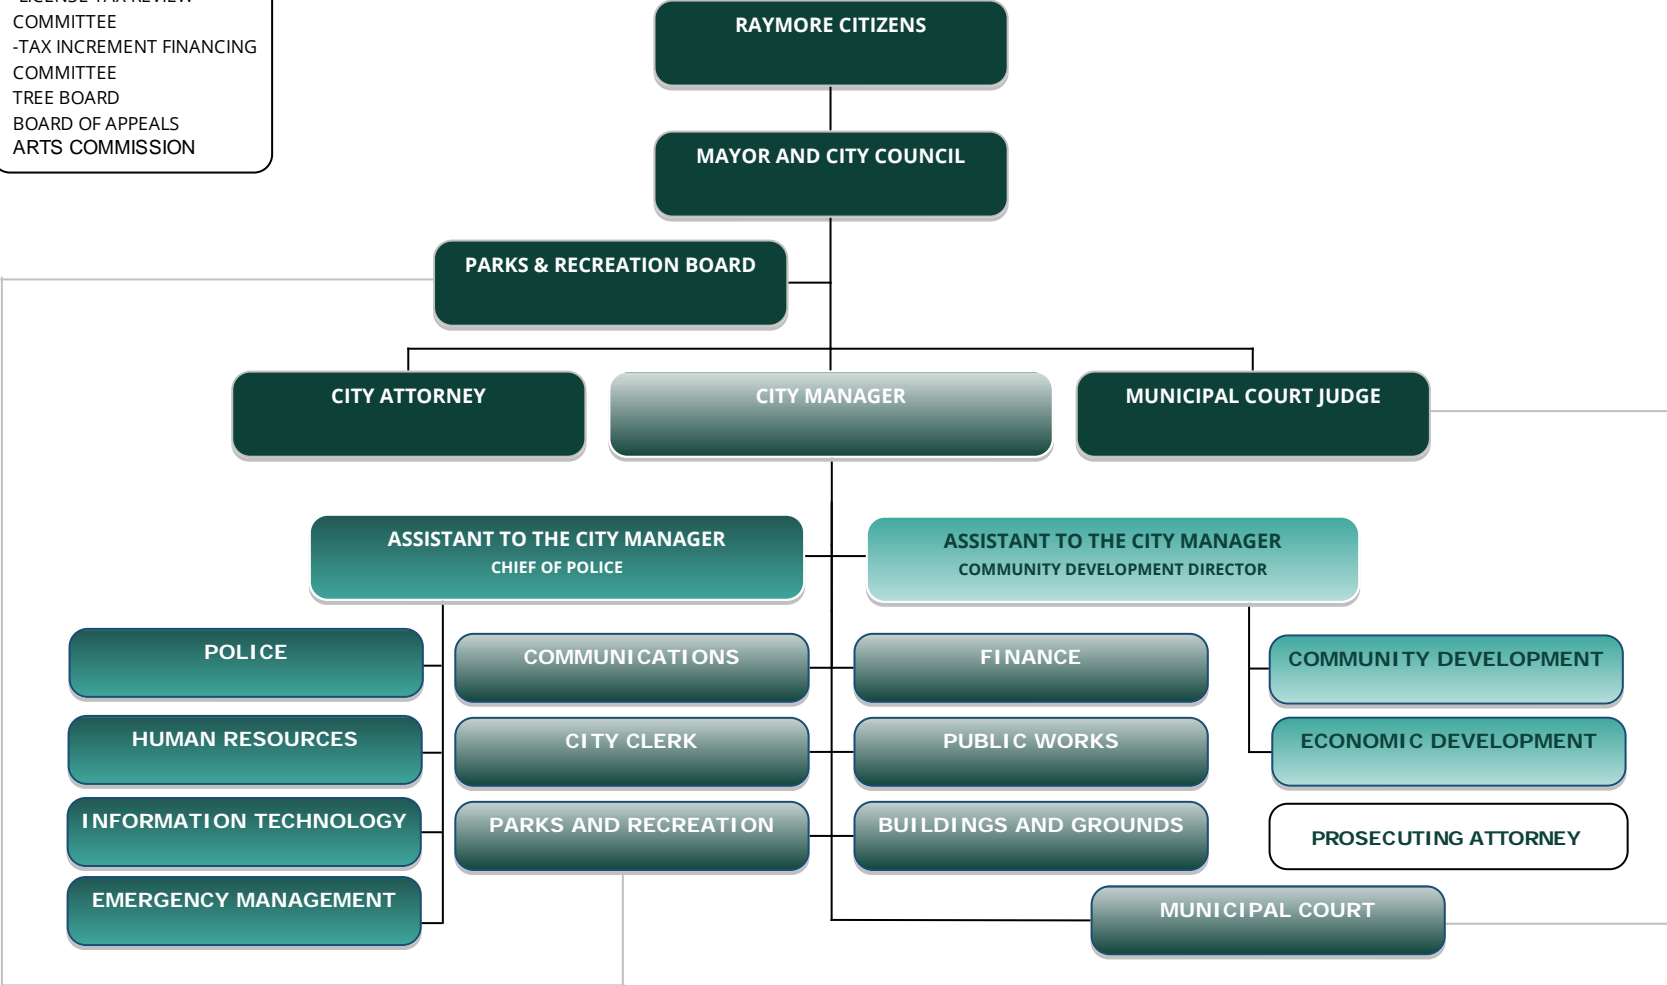 -LICENSE TAX REVIEW
COMMITTEE
-TAX INCREMENT FINANCING
COMMITTEE
TREE BOARD
BOARD OF APPEALS
ARTS COMMISSION
RAYMORE CITIZENS
MAYOR AND CITY COUNCIL
PARKS & RECREATION BOARD
CITY ATTORNEY
CITY MANAGER
MUNICIPAL COURT JUDGE
ASSISTANT TO THE CITY MANAGER
CHIEF OF POLICE
ASSISTANT TO THE CITY MANAGER
COMMUNITY DEVELOPMENT DIRECTOR
POLICE
COMMUNICATIONS
FINANCE
COMMUNITY DEVELOPMENT
HUMAN RESOURCES
CITY CLERK
PUBLIC WORKS
ECONOMIC DEVELOPMENT
INFORMATION TECHNOLOGY
PARKS AND RECREATION
BUILDINGS AND GROUNDS
PROSECUTING ATTORNEY
EMERGENCY MANAGEMENT
MUNICIPAL COURT